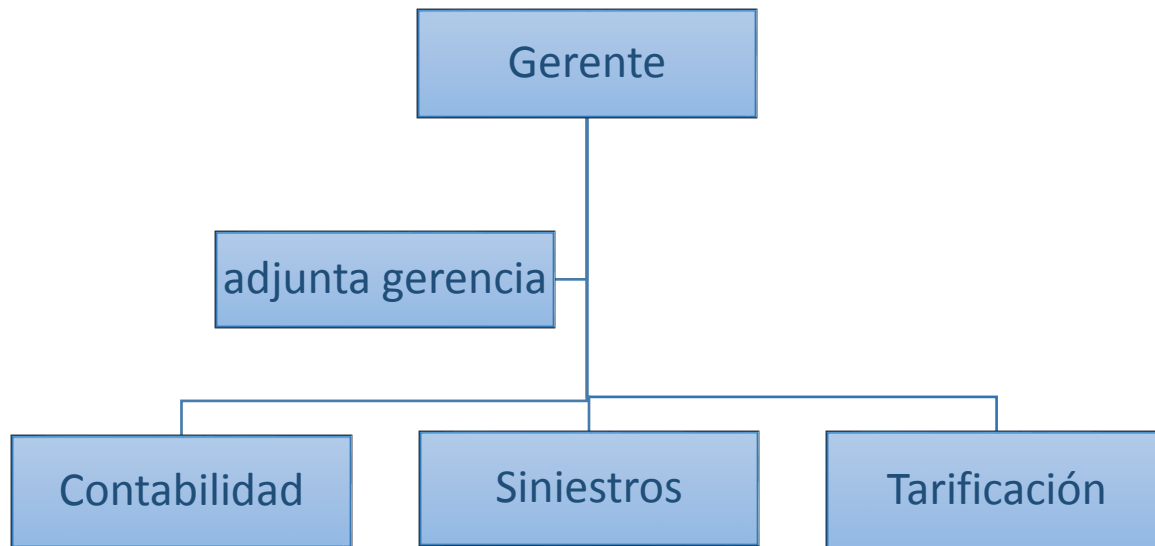 Gerente
adjunta gerencia
Contabilidad
Siniestros
Tarificación